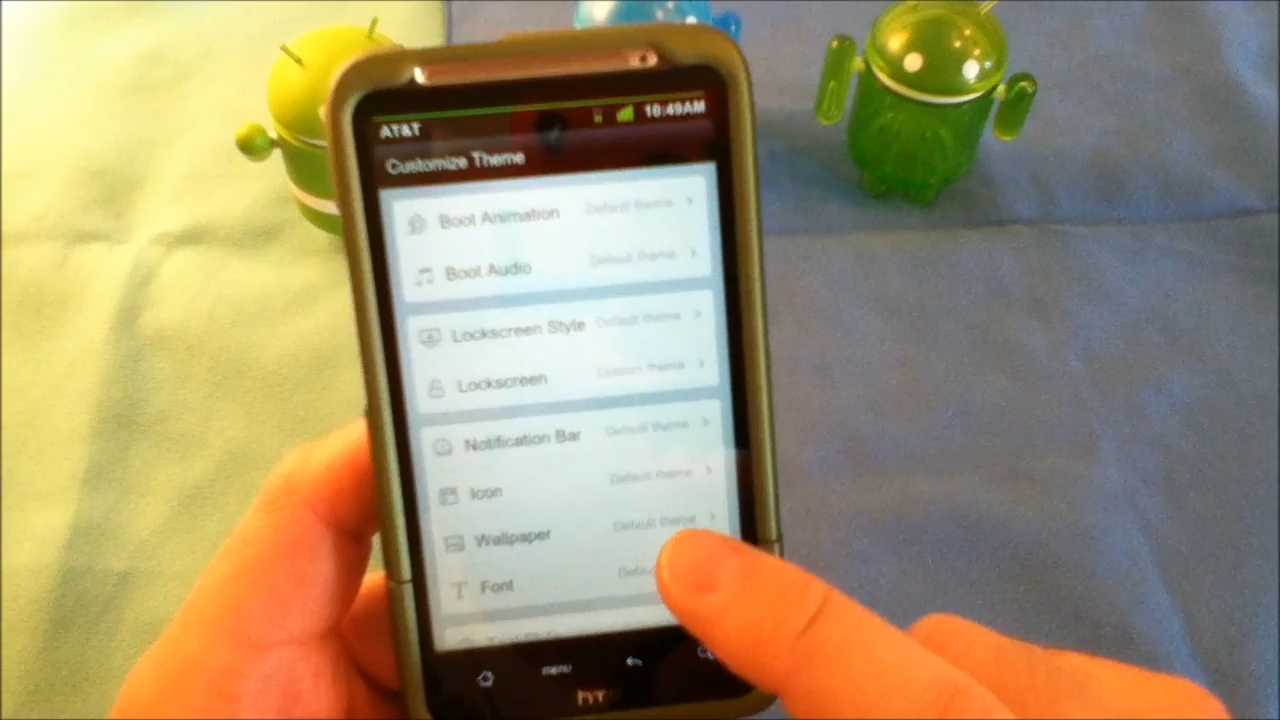 AT&T 10:49AM
Customize Theme
Boot Animation Default theme
Boot Audio Default theme
Lockscreen Style Default theme
Lockscreen Custom theme
Notification Bar Default theme
Icon Default theme
Wallpaper Default theme
Font
menu